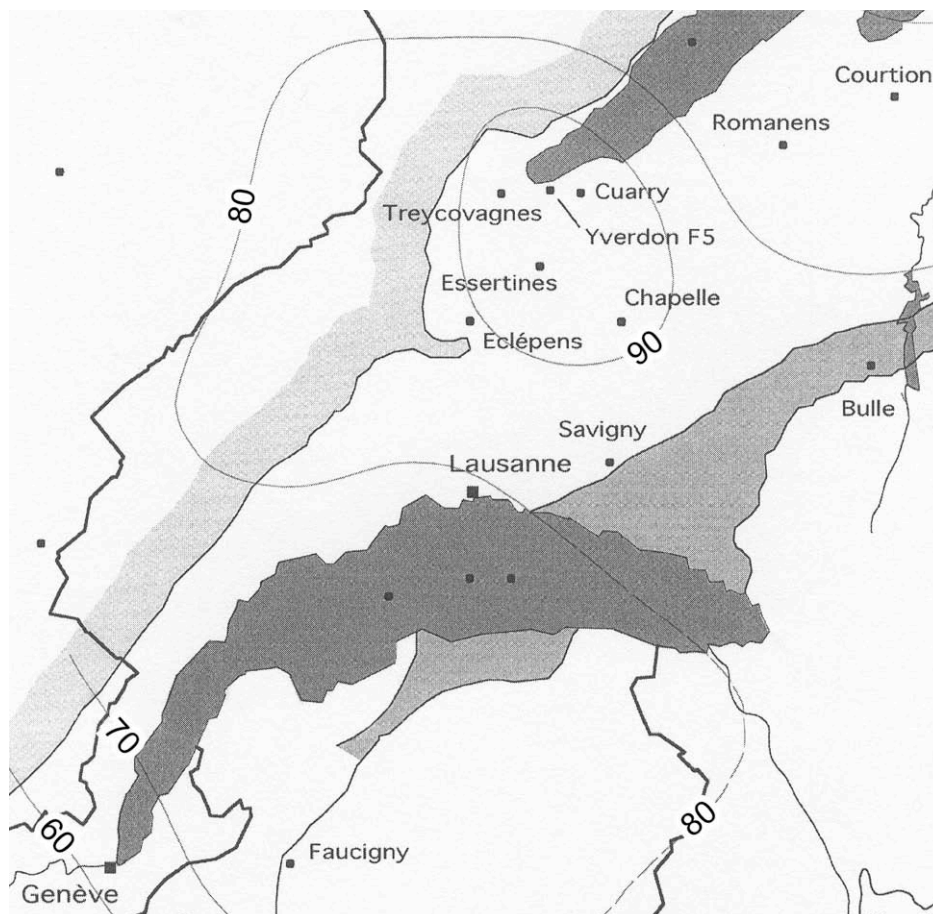 Courtion
Romanens
80
Treycovagnes
Cuarry
Yverdon F5
Essertines
Chapelle
Eclépens
90
Bulle
Savigny
Lausanne
70
80
60
Faucigny
Genève